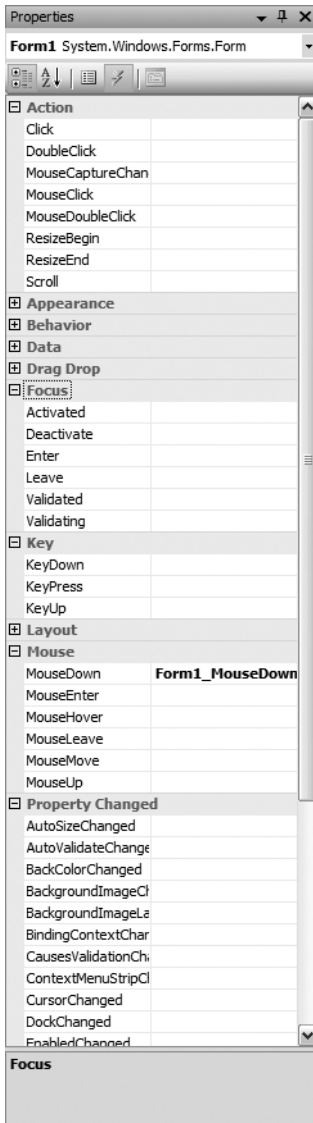 Properties
Form1 System.Windows.Forms.Form
Action
Click
DoubleClick
MouseCaptureChan
MouseClick
MouseDoubleClick
ResizeBegin
ResizeEnd
Scroll
Appearance
Behavior
Data
Drag Drop
Focus
Activated
Deactivate
Enter
Leave
Validated
Validating
Key
KeyDown
KeyPress
KeyUp
Layout
Mouse
MouseDown Form1_MouseDown
MouseEnter
MouseHover
MouseLeave
MouseMove
MouseUp
Property Changed
AutoSizeChanged
AutoValidateChange
BackColorChanged
BackgroundImageCh
BackgroundImageLa
BindingContextChar
CausesValidationCha
ContextMenuStripCl
CursorChanged
DockChanged
EnabledChanged
Focus